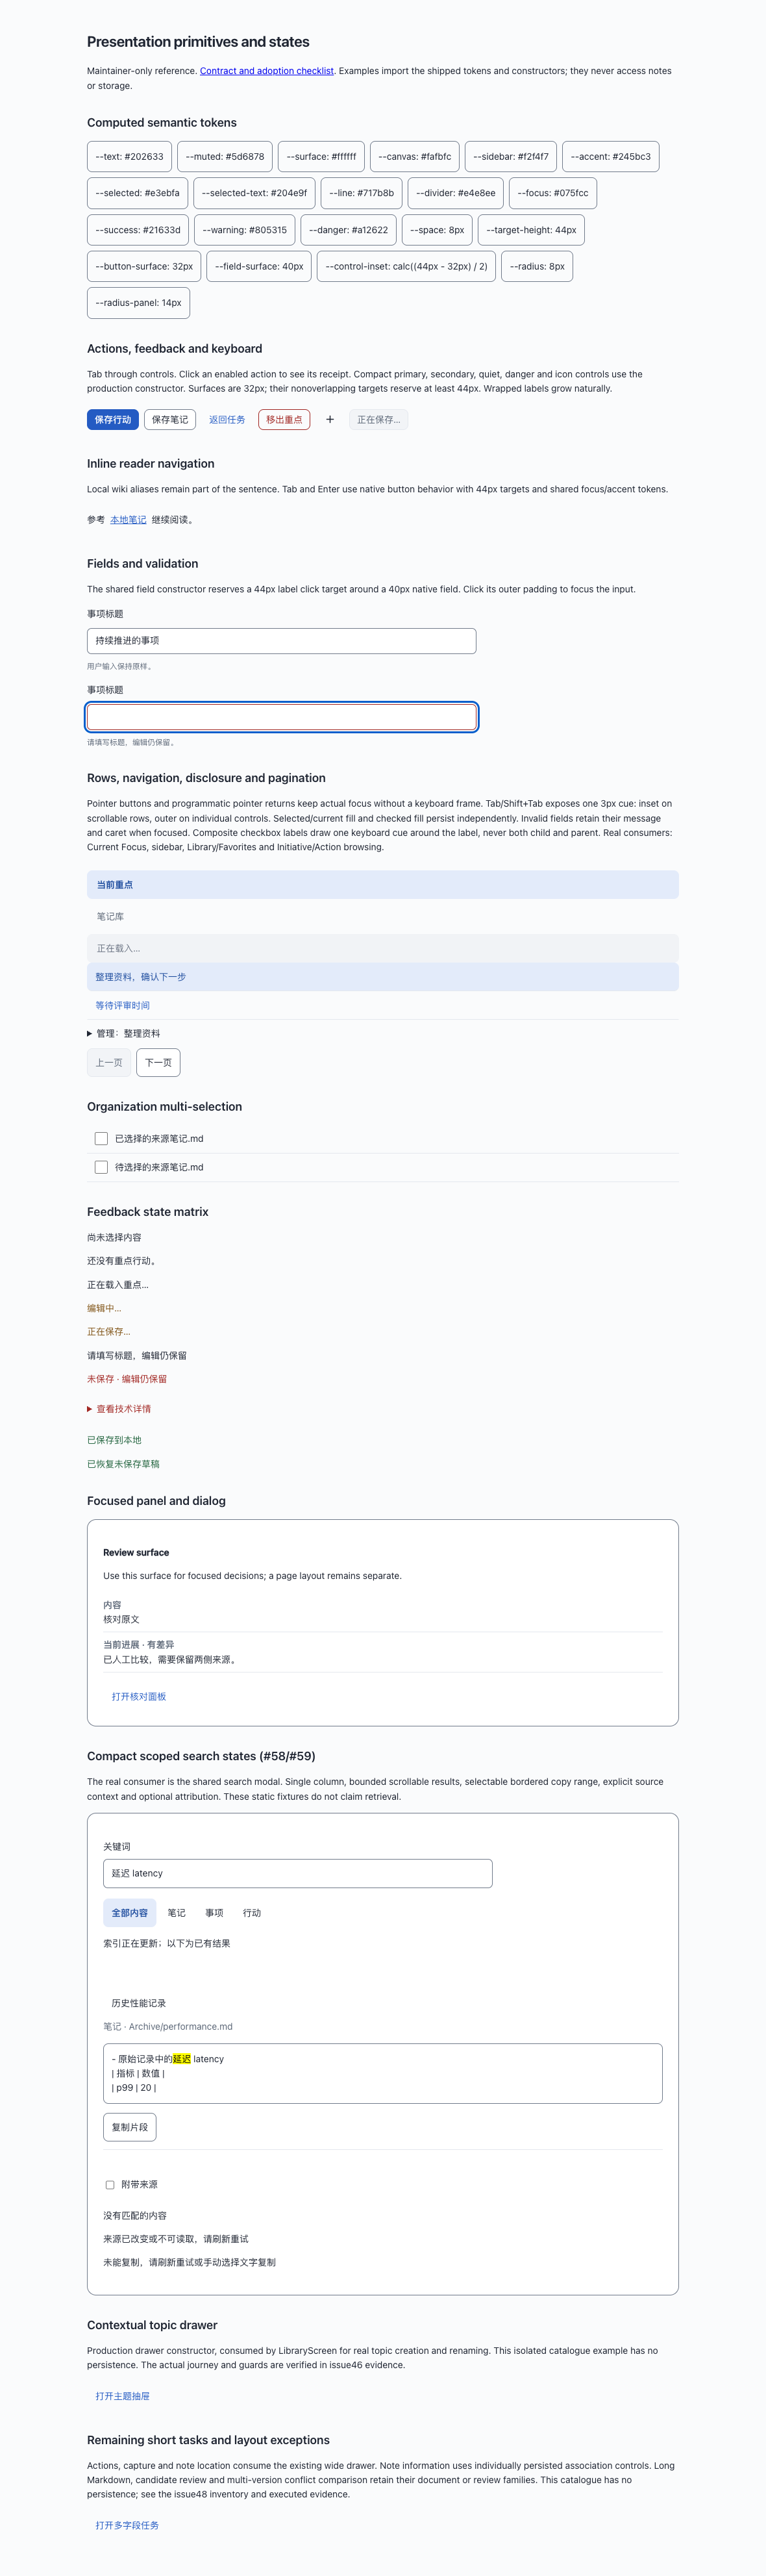 Presentation primitives and states
Maintainer-only reference. Contract and adoption checklist. Examples import the shipped tokens and constructors; they never access notes
or storage.
Computed semantic tokens
--text: #202633
--muted: #5d6878
--surface: #ffffff
--canvas: #fafbfc
--sidebar: #f2f4f7
--accent: #245bc3
--selected: #e3ebfa
--selected-text: #204e9f
--line: #717b8b
--divider: #e4e8ee
--focus: #075fcc
--success: #21633d
--warning: #805315
--danger: #a12622
--space: 8px
--target-height: 44px
--button-surface: 32px
--field-surface: 40px
--control-inset: calc((44px - 32px) / 2)
--radius: 8px
--radius-panel: 14px
Actions, feedback and keyboard
Tab through controls. Click an enabled action to see its receipt. Compact primary, secondary, quiet, danger and icon controls use the
production constructor. Surfaces are 32px; their nonoverlapping targets reserve at least 44px. Wrapped labels grow naturally.
保存行动
保存笔记
返回任务
移出重点
+
正在保存…
Inline reader navigation
Local wiki aliases remain part of the sentence. Tab and Enter use native button behavior with 44px targets and shared focus/accent tokens.
参考 本地笔记 继续阅读。
Fields and validation
The shared field constructor reserves a 44px label click target around a 40px native field. Click its outer padding to focus the input.
事项标题
持续推进的事项
用户输入保持原样。
事项标题
请填写标题，编辑仍保留。
Rows, navigation, disclosure and pagination
Pointer buttons and programmatic pointer returns keep actual focus without a keyboard frame. Tab/Shift+Tab exposes one 3px cue: inset on
scrollable rows, outer on individual controls. Selected/current fill and checked fill persist independently. Invalid fields retain their message
and caret when focused. Composite checkbox labels draw one keyboard cue around the label, never both child and parent. Real consumers:
Current Focus, sidebar, Library/Favorites and Initiative/Action browsing.
当前重点
笔记库
正在载入…
整理资料，确认下一步
等待评审时间
管理：整理资料
上一页
下一页
Organization multi-selection
已选择的来源笔记.md
待选择的来源笔记.md
Feedback state matrix
尚未选择内容
还没有重点行动。
正在载入重点…
编辑中…
正在保存…
请填写标题，编辑仍保留
未保存 · 编辑仍保留
查看技术详情
已保存到本地
已恢复未保存草稿
Focused panel and dialog
Review surface
Use this surface for focused decisions; a page layout remains separate.
内容
核对原文
当前进展 · 有差异
已人工比较，需要保留两侧来源。
打开核对面板
Compact scoped search states (#58/#59)
The real consumer is the shared search modal. Single column, bounded scrollable results, selectable bordered copy range, explicit source
context and optional attribution. These static fixtures do not claim retrieval.
关键词
延迟 latency
全部内容
笔记
事项
行动
索引正在更新；以下为已有结果
历史性能记录
笔记 · Archive/performance.md
- 原始记录中的延迟 latency
| 指标 | 数值 |
| p99 | 20 |
复制片段
附带来源
没有匹配的内容
来源已改变或不可读取，请刷新重试
未能复制，请刷新重试或手动选择文字复制
Contextual topic drawer
Production drawer constructor, consumed by LibraryScreen for real topic creation and renaming. This isolated catalogue example has no
persistence. The actual journey and guards are verified in issue46 evidence.
打开主题抽屉
Remaining short tasks and layout exceptions
Actions, capture and note location consume the existing wide drawer. Note information uses individually persisted association controls. Long
Markdown, candidate review and multi-version conflict comparison retain their document or review families. This catalogue has no
persistence; see the issue48 inventory and executed evidence.
打开多字段任务